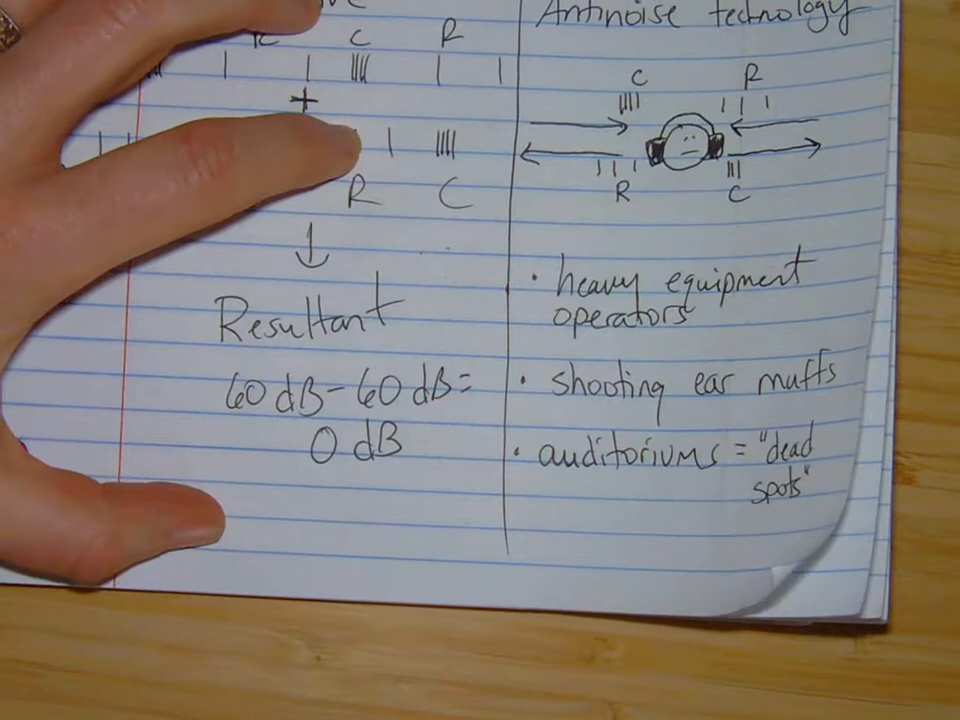 R C R
+
R C
Resultant
60 dB - 60 dB =
0 dB
Antinoise technology
C R
R C
• heavy equipment
operators
• shooting ear muffs
• auditoriums = "dead
spots"